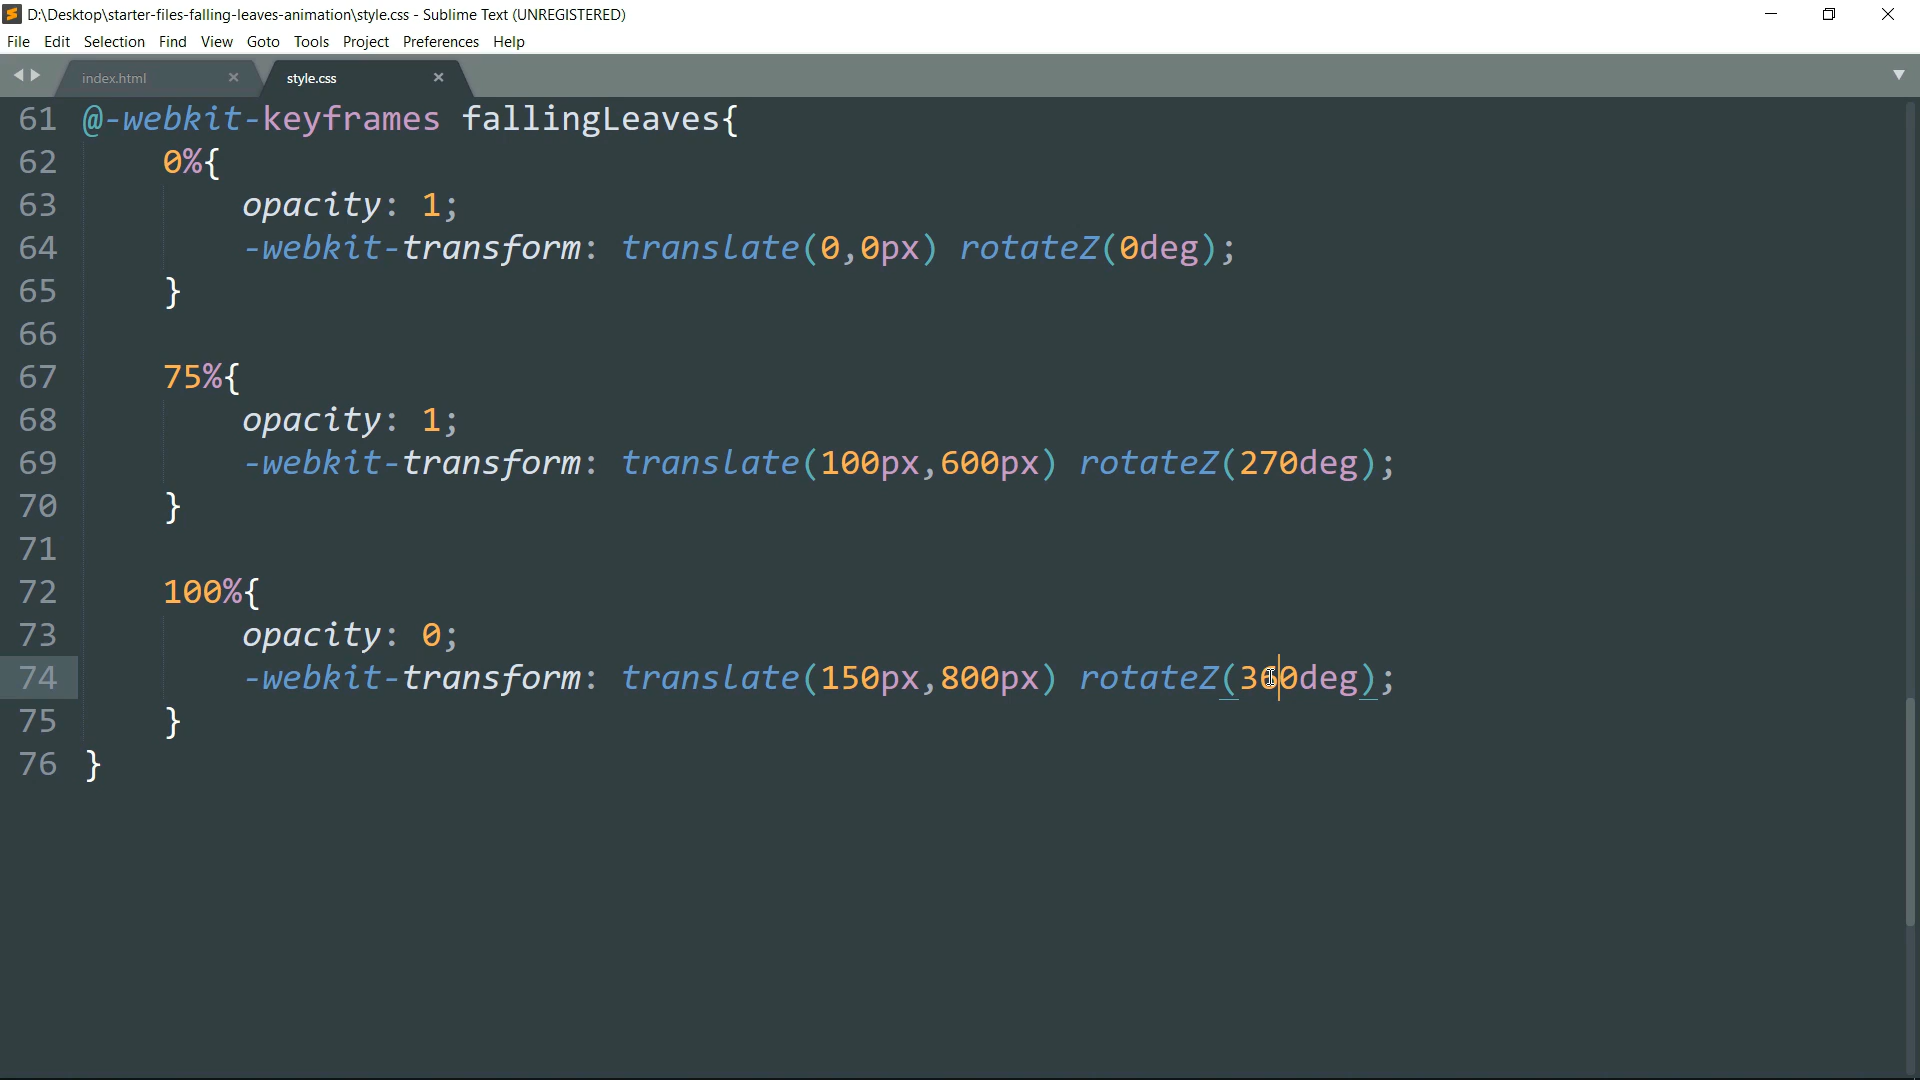 D:\Desktop\starter-files-falling-leaves-animation\style.css - Sublime Text (UNREGISTERED)
File Edit Selection Find View Goto Tools Project Preferences Help
index.html × style.css ×
61 @-webkit-keyframes fallingLeaves{
62 0%{
63 opacity: 1;
64 -webkit-transform: translate(0,0px) rotateZ(0deg);
65 }
66
67 75%{
68 opacity: 1;
69 -webkit-transform: translate(100px,600px) rotateZ(270deg);
70 }
71
72 100%{
73 opacity: 0;
74 -webkit-transform: translate(150px,800px) rotateZ(360deg);
75 }
76 }